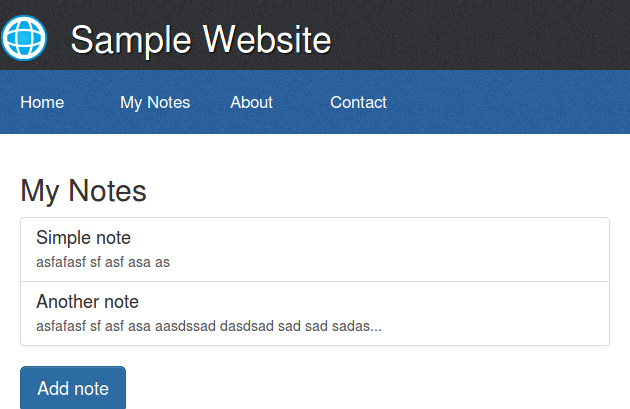 Sample Website
Home My Notes About Contact
My Notes
Simple note
asfafasf sf asf asa as
Another note
asfafasf sf asf asa aasdssad dasdsad sad sad sadas...
Add note